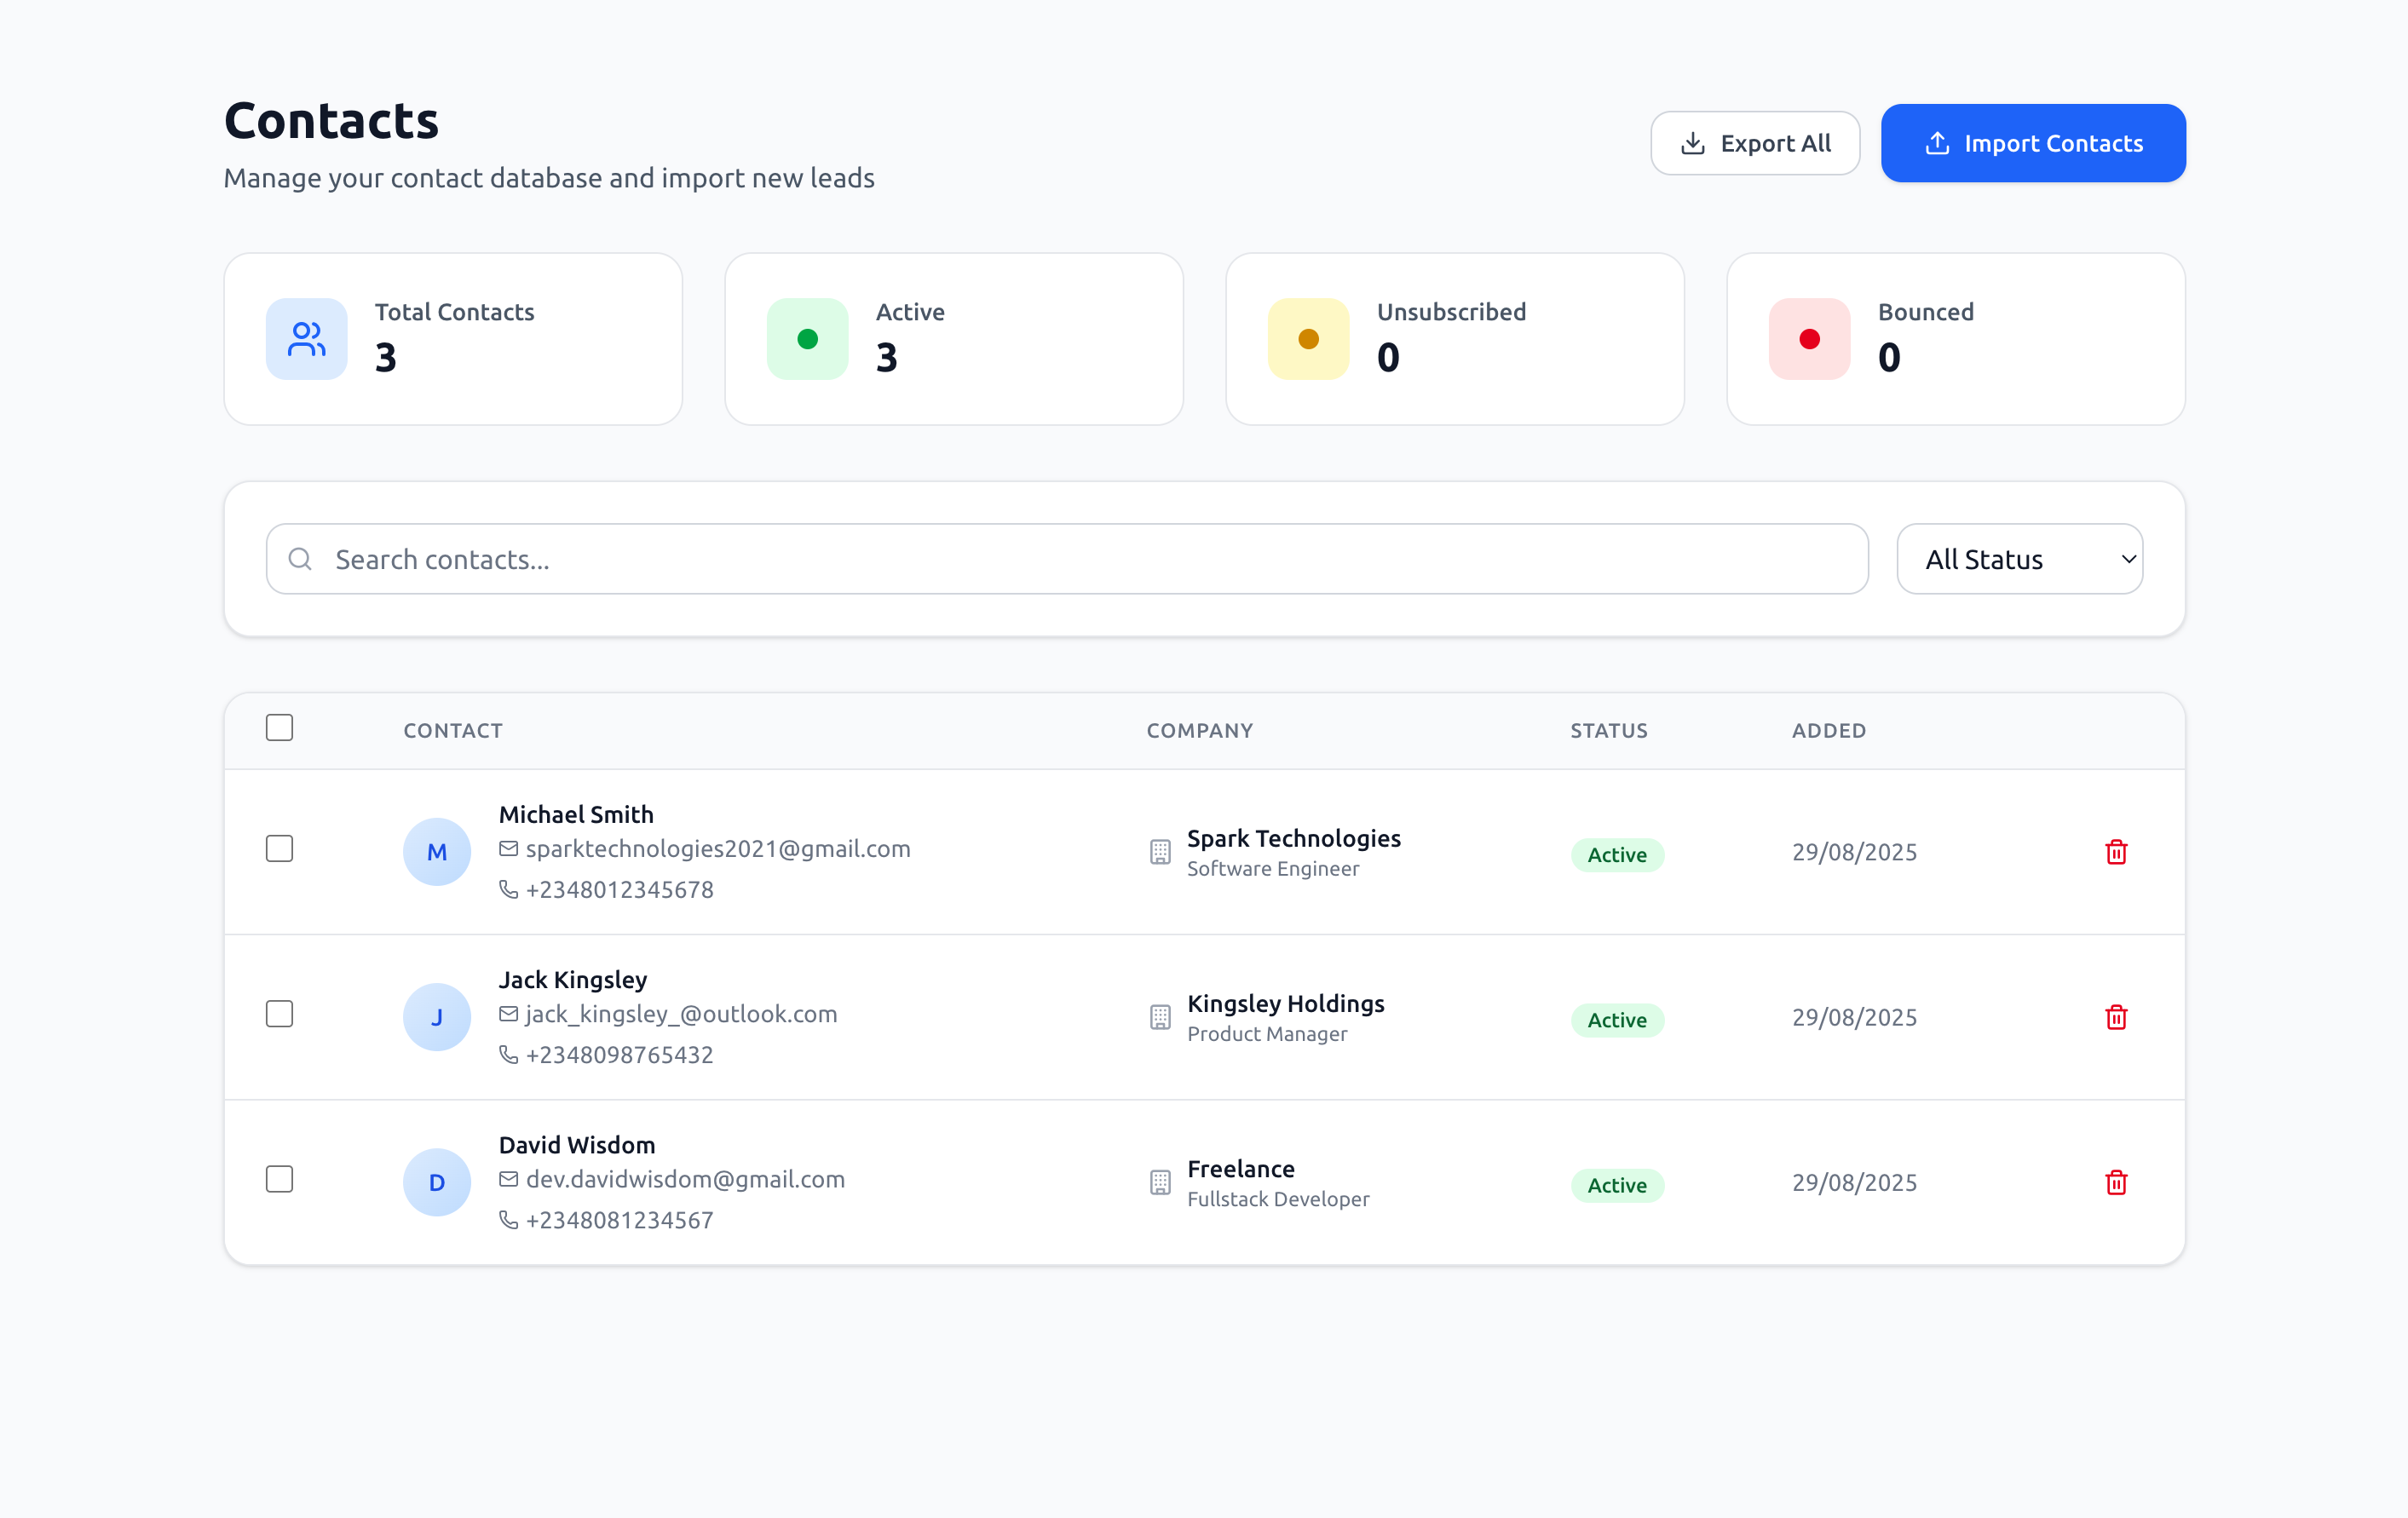 Contacts
Manage your contact database and import new leads
Export All
Import Contacts
Total Contacts
3
Active
3
Unsubscribed
0
Bounced
0
Search contacts...
All Status
CONTACT COMPANY STATUS ADDED
M
Michael Smith
sparktechnologies2021@gmail.com
+2348012345678
Spark Technologies
Software Engineer
Active
29/08/2025
J
Jack Kingsley
jack_kingsley_@outlook.com
+2348098765432
Kingsley Holdings
Product Manager
Active
29/08/2025
D
David Wisdom
dev.davidwisdom@gmail.com
+2348081234567
Freelance
Fullstack Developer
Active
29/08/2025